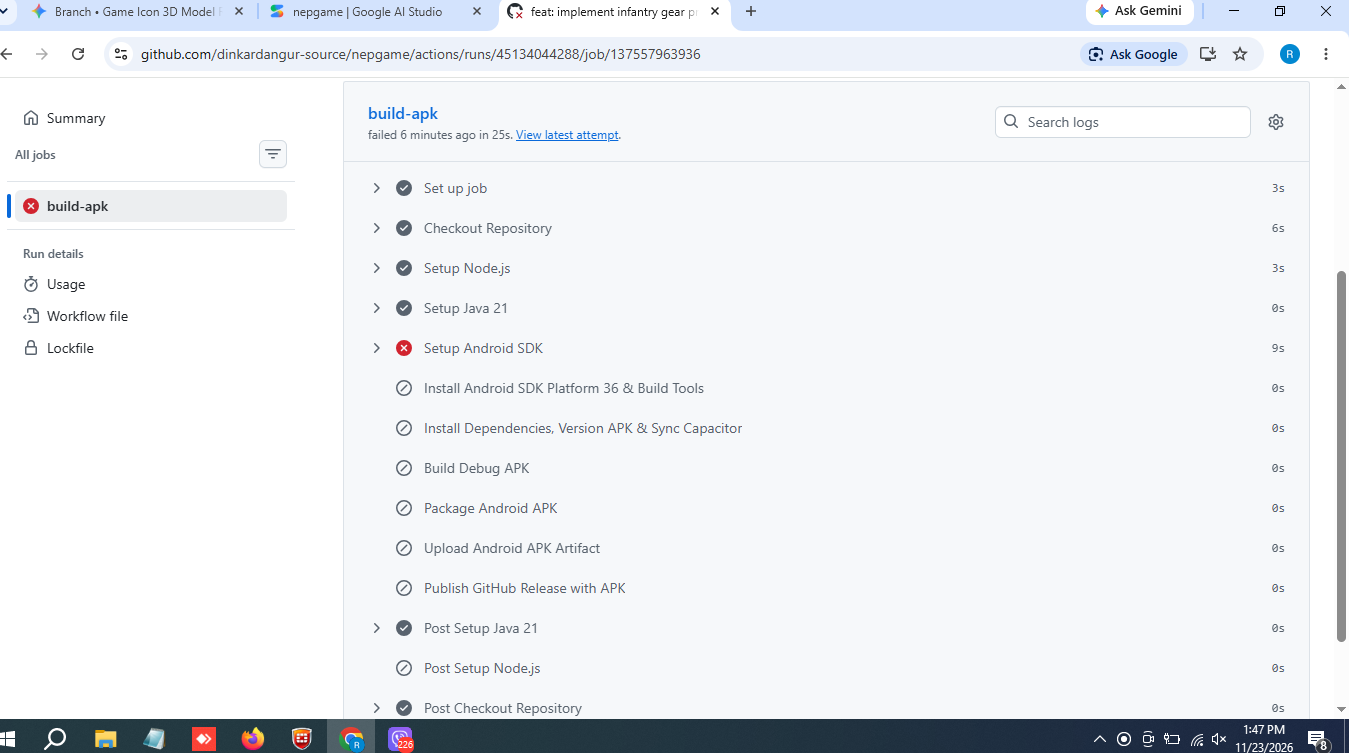 Branch • Game Icon 3D Model
nepgame | Google AI Studio
feat: implement infantry gear pr
Ask Gemini
github.com/dinkardangur-source/nepgame/actions/runs/45134044288/job/137557963936
Ask Google
R
Summary
All jobs
build-apk
Run details
Usage
Workflow file
Lockfile
build-apk
failed 6 minutes ago in 25s. View latest attempt.
Search logs
Set up job 3s
Checkout Repository 6s
Setup Node.js 3s
Setup Java 21 0s
Setup Android SDK 9s
Install Android SDK Platform 36 & Build Tools 0s
Install Dependencies, Version APK & Sync Capacitor 0s
Build Debug APK 0s
Package Android APK 0s
Upload Android APK Artifact 0s
Publish GitHub Release with APK 0s
Post Setup Java 21 0s
Post Setup Node.js 0s
Post Checkout Repository 0s
R
226
1:47 PM
11/23/2026
8